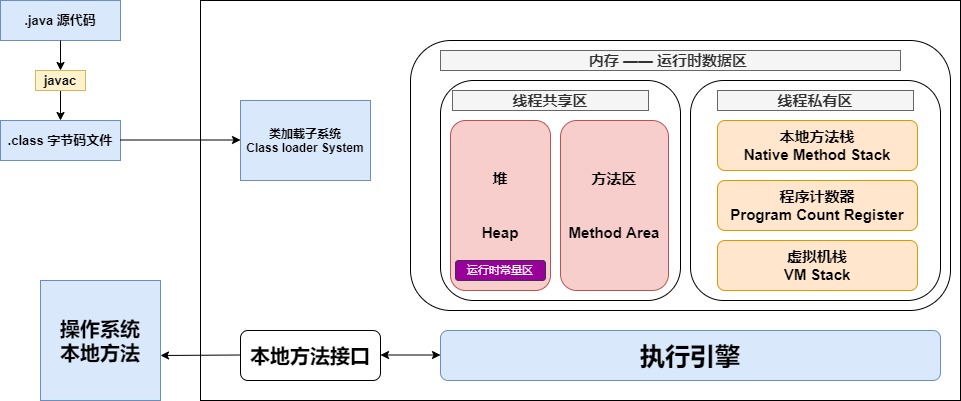 .java 源代码
javac
.class 字节码文件
类加载子系统
Class loader System
内存 —— 运行时数据区
线程共享区
堆
Heap
运行时常量区
方法区
Method Area
线程私有区
本地方法栈
Native Method Stack
程序计数器
Program Count Register
虚拟机栈
VM Stack
操作系统
本地方法
本地方法接口
执行引擎